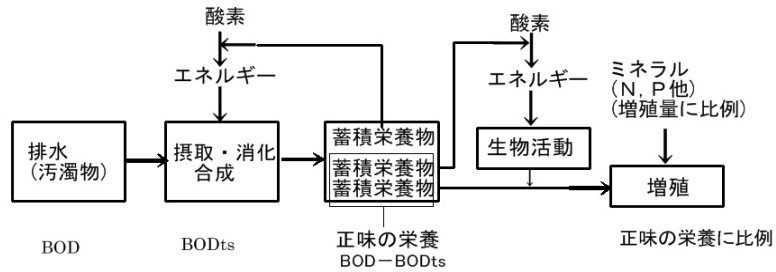 酸素
エネルギー
排水
(汚濁物)
摂取・消化
合成
蓄積栄養物
蓄積栄養物
蓄積栄養物
酸素
エネルギー
生物活動
ミネラル
(N, P他)
(増殖量に比例)
増殖
BOD
BODts
正味の栄養
BOD－BODts
正味の栄養に比例